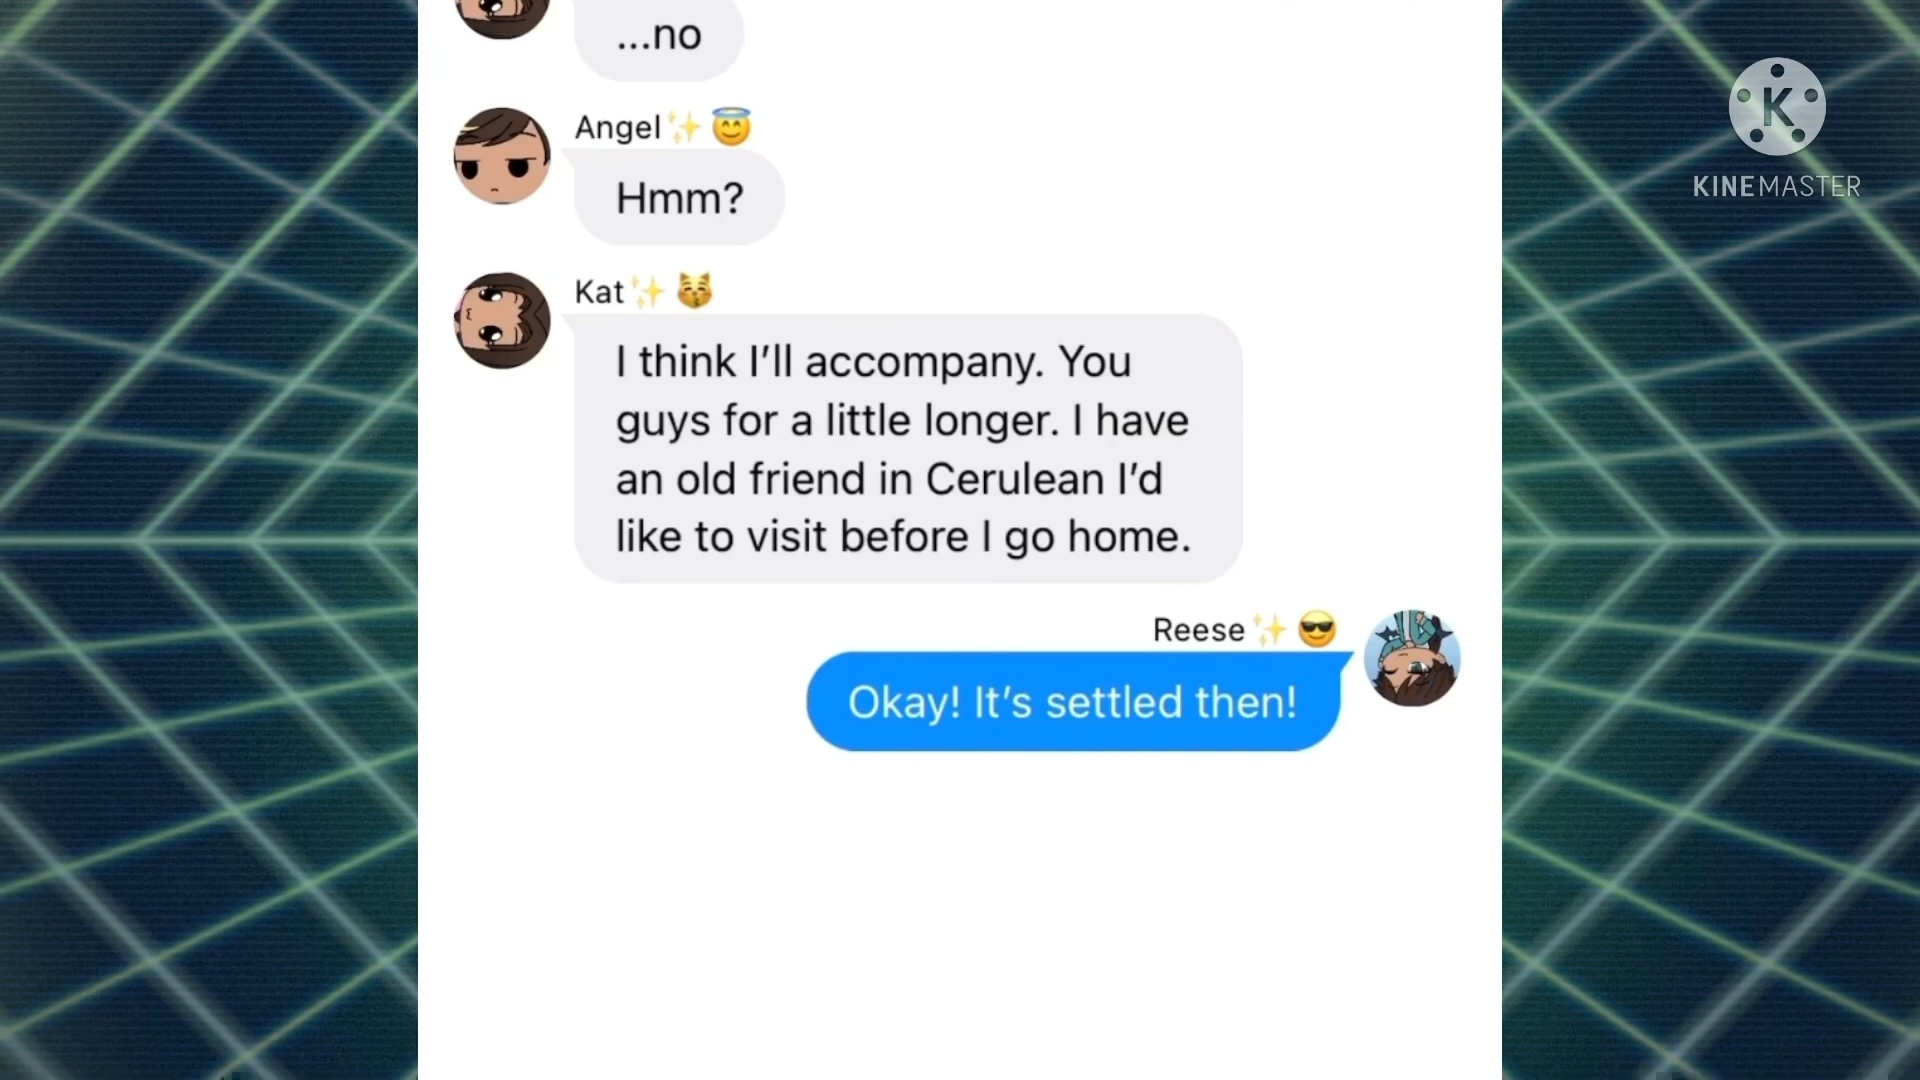 ...no
Angel✨😇
Hmm?
Kat✨😽
I think I’ll accompany. You
guys for a little longer. I have
an old friend in Cerulean I’d
like to visit before I go home.
Reese✨😎
Okay! It’s settled then!
K
KINEMASTER